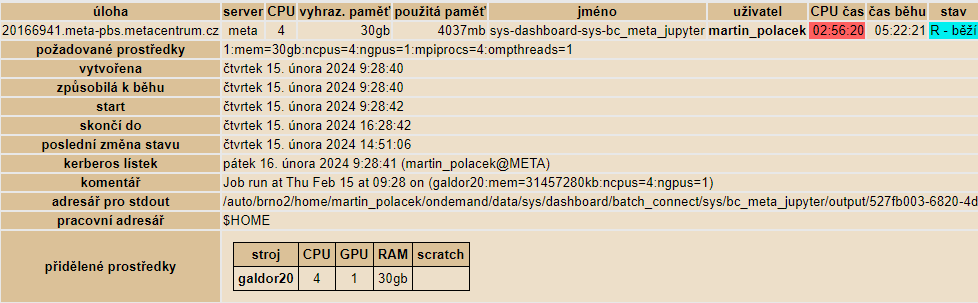 úloha server CPU vyhraz. paměť použitá paměť jméno uživatel CPU čas čas běhu stav
20166941.meta-pbs.metacentrum.cz meta 4 30gb 4037mb sys-dashboard-sys-bc_meta_jupyter martin_polacek 02:56:20 05:22:21 R - běží
požadované prostředky 1:mem=30gb:ncpus=4:ngpus=1:mpiprocs=4:ompthreads=1
vytvořena čtvrtek 15. února 2024 9:28:40
způsobilá k běhu čtvrtek 15. února 2024 9:28:40
start čtvrtek 15. února 2024 9:28:42
skončí do čtvrtek 15. února 2024 16:28:42
poslední změna stavu čtvrtek 15. února 2024 14:51:06
kerberos lístek pátek 16. února 2024 9:28:41 (martin_polacek@META)
komentář Job run at Thu Feb 15 at 09:28 on (galdor20:mem=31457280kb:ncpus=4:ngpus=1)
adresář pro stdout /auto/brno2/home/martin_polacek/ondemand/data/sys/dashboard/batch_connect/sys/bc_meta_jupyter/output/527fb003-6820-4d
pracovní adresář $HOME
přidělené prostředky
stroj CPU GPU RAM scratch
galdor20 4 1 30gb